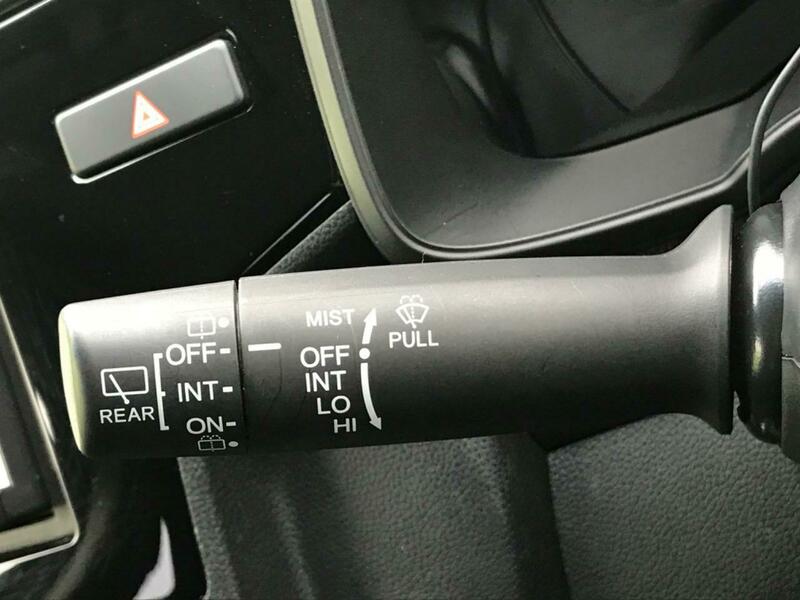 OFF
INT
REAR
ON
MIST
OFF
INT
LO
HI
PULL